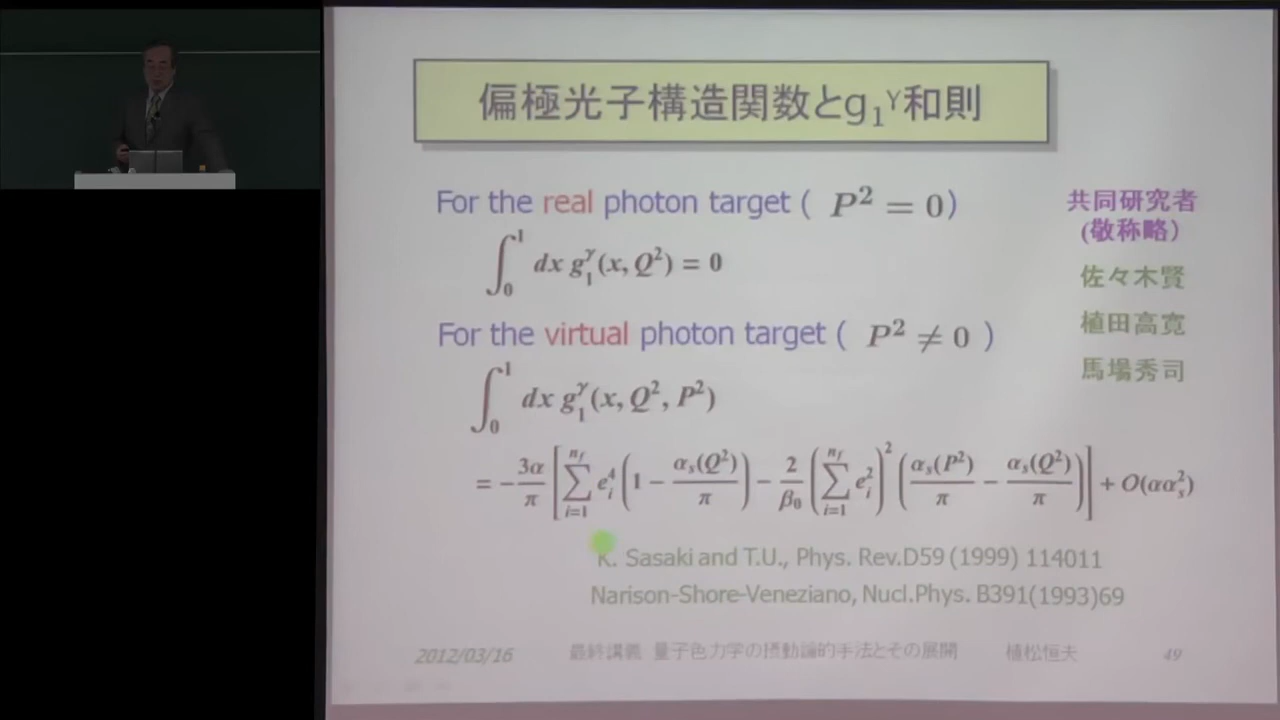 偏極光子構造関数とg₁ᵞ和則
For the real photon target ( P² = 0)
∫₀¹ dx g₁ᵞ(x, Q²) = 0
For the virtual photon target ( P² ≠ 0 )
∫₀¹ dx g₁ᵞ(x, Q², P²)
= −3α/π [∑ᵢ₌₁ⁿᶠ eᵢ⁴ (1 − αₛ(Q²)/π) − 2/β₀ (∑ᵢ₌₁ⁿᶠ eᵢ²)² (αₛ(P²)/π − αₛ(Q²)/π)] + O(ααₛ²)
K. Sasaki and T.U., Phys. Rev.D59 (1999) 114011
Narison-Shore-Veneziano, Nucl.Phys. B391(1993)69
共同研究者
(敬称略)
佐々木賢
植田高寛
馬場秀司
2012/03/16 最終講義 量子色力学の摂動論的手法とその展開 植松恒夫 49